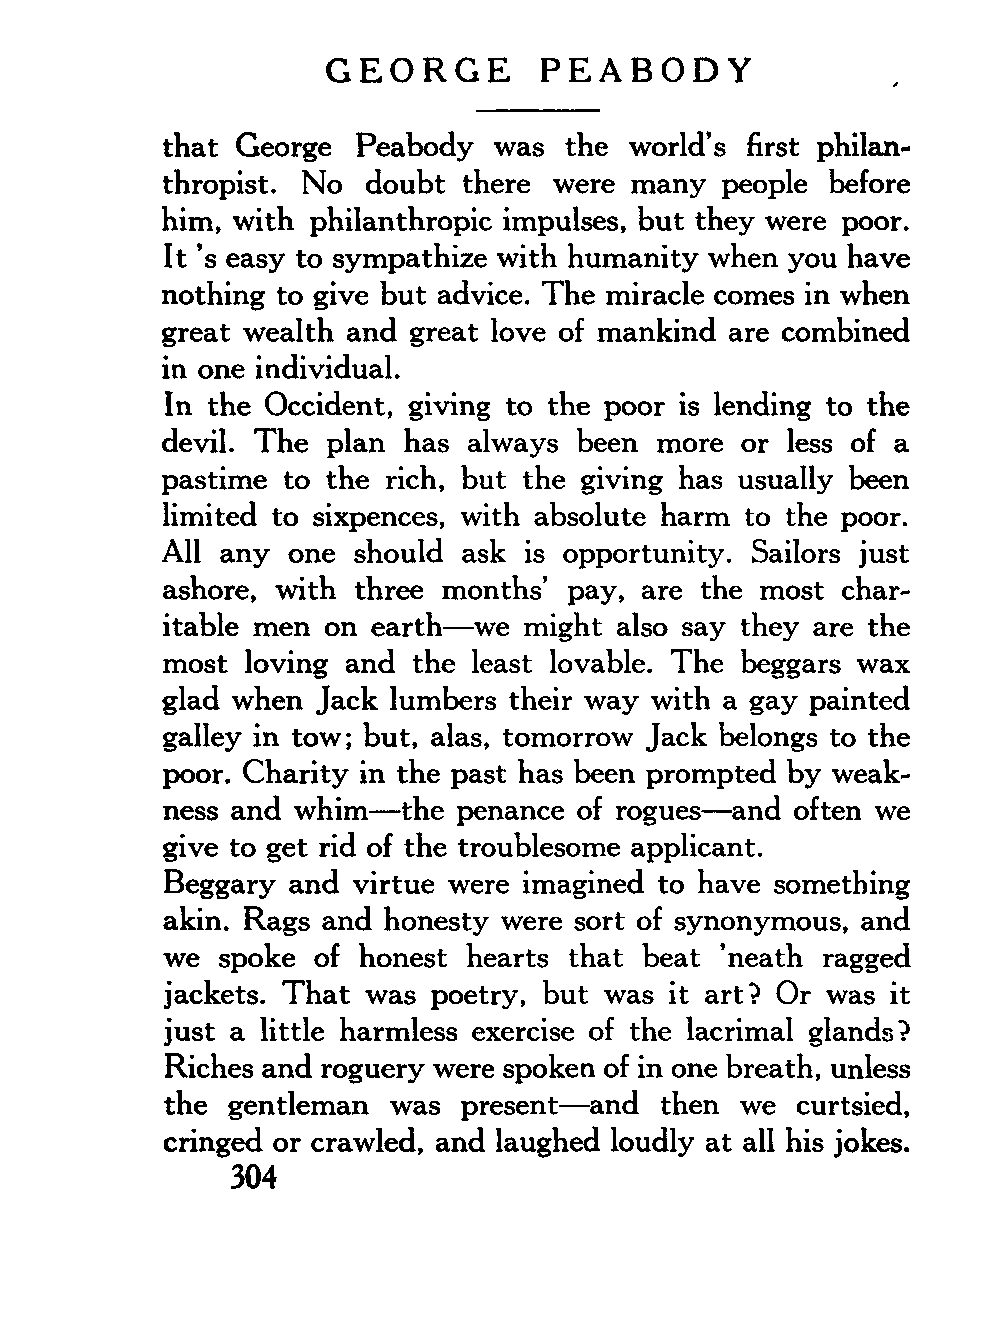 GEORGE PEABODY
that George Peabody was the world's first philan-
thropist. No doubt there were many people before
him, with philanthropic impulses, but they were poor.
It 's easy to sympathize with humanity when you have
nothing to give but advice. The miracle comes in when
great wealth and great love of mankind are combined
in one individual.
In the Occident, giving to the poor is lending to the
devil. The plan has always been more or less of a
pastime to the rich, but the giving has usually been
limited to sixpences, with absolute harm to the poor.
All any one should ask is opportunity. Sailors just
ashore, with three months' pay, are the most char-
itable men on earth—we might also say they are the
most loving and the least lovable. The beggars wax
glad when Jack lumbers their way with a gay painted
galley in tow; but, alas, tomorrow Jack belongs to the
poor. Charity in the past has been prompted by weak-
ness and whim—the penance of rogues—and often we
give to get rid of the troublesome applicant.
Beggary and virtue were imagined to have something
akin. Rags and honesty were sort of synonymous, and
we spoke of honest hearts that beat 'neath ragged
jackets. That was poetry, but was it art? Or was it
just a little harmless exercise of the lacrimal glands?
Riches and roguery were spoken of in one breath, unless
the gentleman was present—and then we curtsied,
cringed or crawled, and laughed loudly at all his jokes.
304